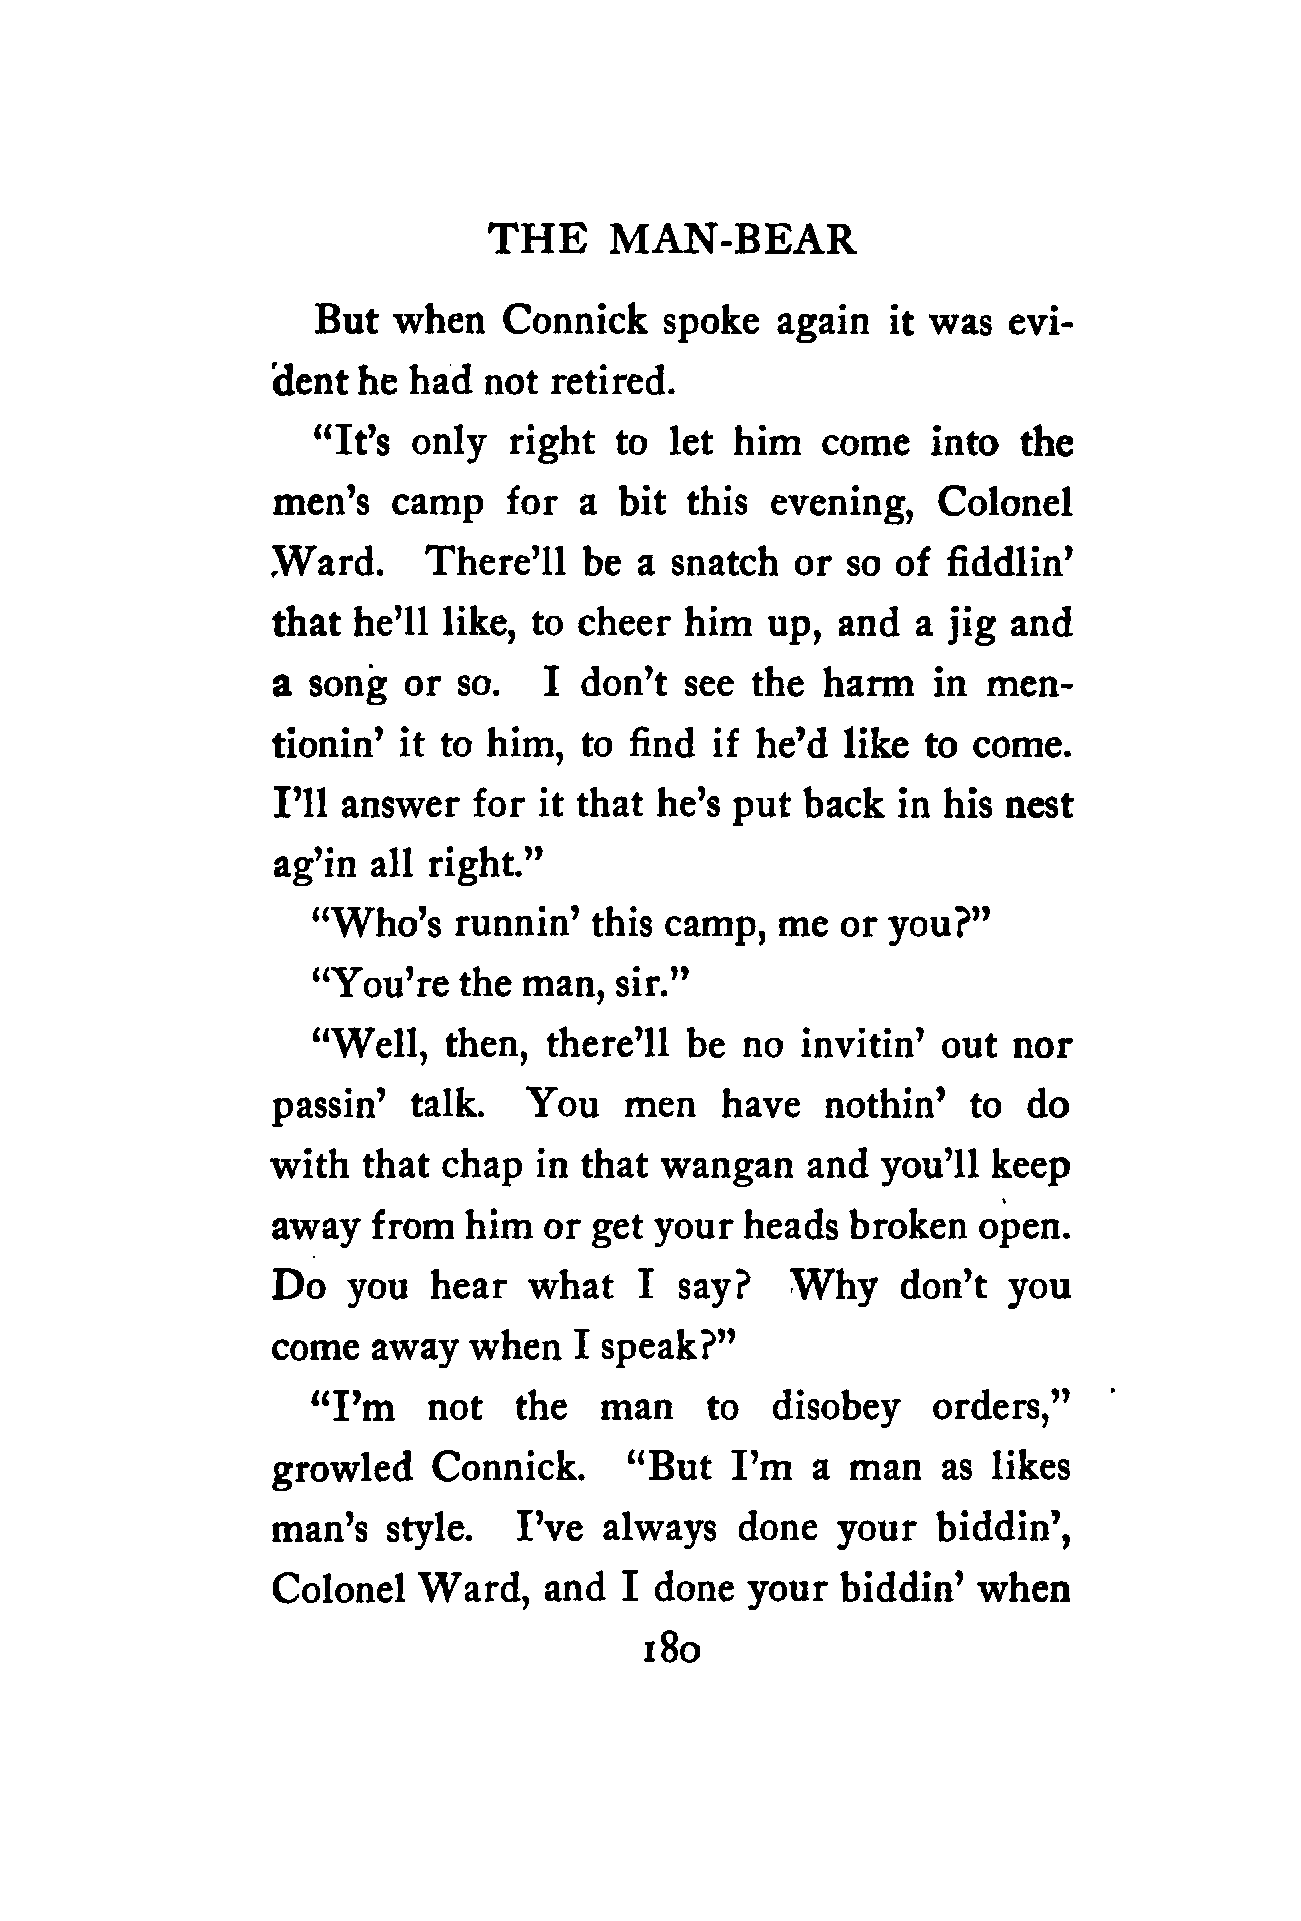 THE MAN-BEAR
But when Connick spoke again it was evi-
dent he had not retired.
“It’s only right to let him come into the
men’s camp for a bit this evening, Colonel
Ward. There’ll be a snatch or so of fiddlin’
that he’ll like, to cheer him up, and a jig and
a song or so. I don’t see the harm in men-
tionin’ it to him, to find if he’d like to come.
I’ll answer for it that he’s put back in his nest
ag’in all right.”
“Who’s runnin’ this camp, me or you?”
“You’re the man, sir.”
“Well, then, there’ll be no invitin’ out nor
passin’ talk. You men have nothin’ to do
with that chap in that wangan and you’ll keep
away from him or get your heads broken open.
Do you hear what I say? Why don’t you
come away when I speak?”
“I’m not the man to disobey orders,”
growled Connick. “But I’m a man as likes
man’s style. I’ve always done your biddin’,
Colonel Ward, and I done your biddin’ when
180